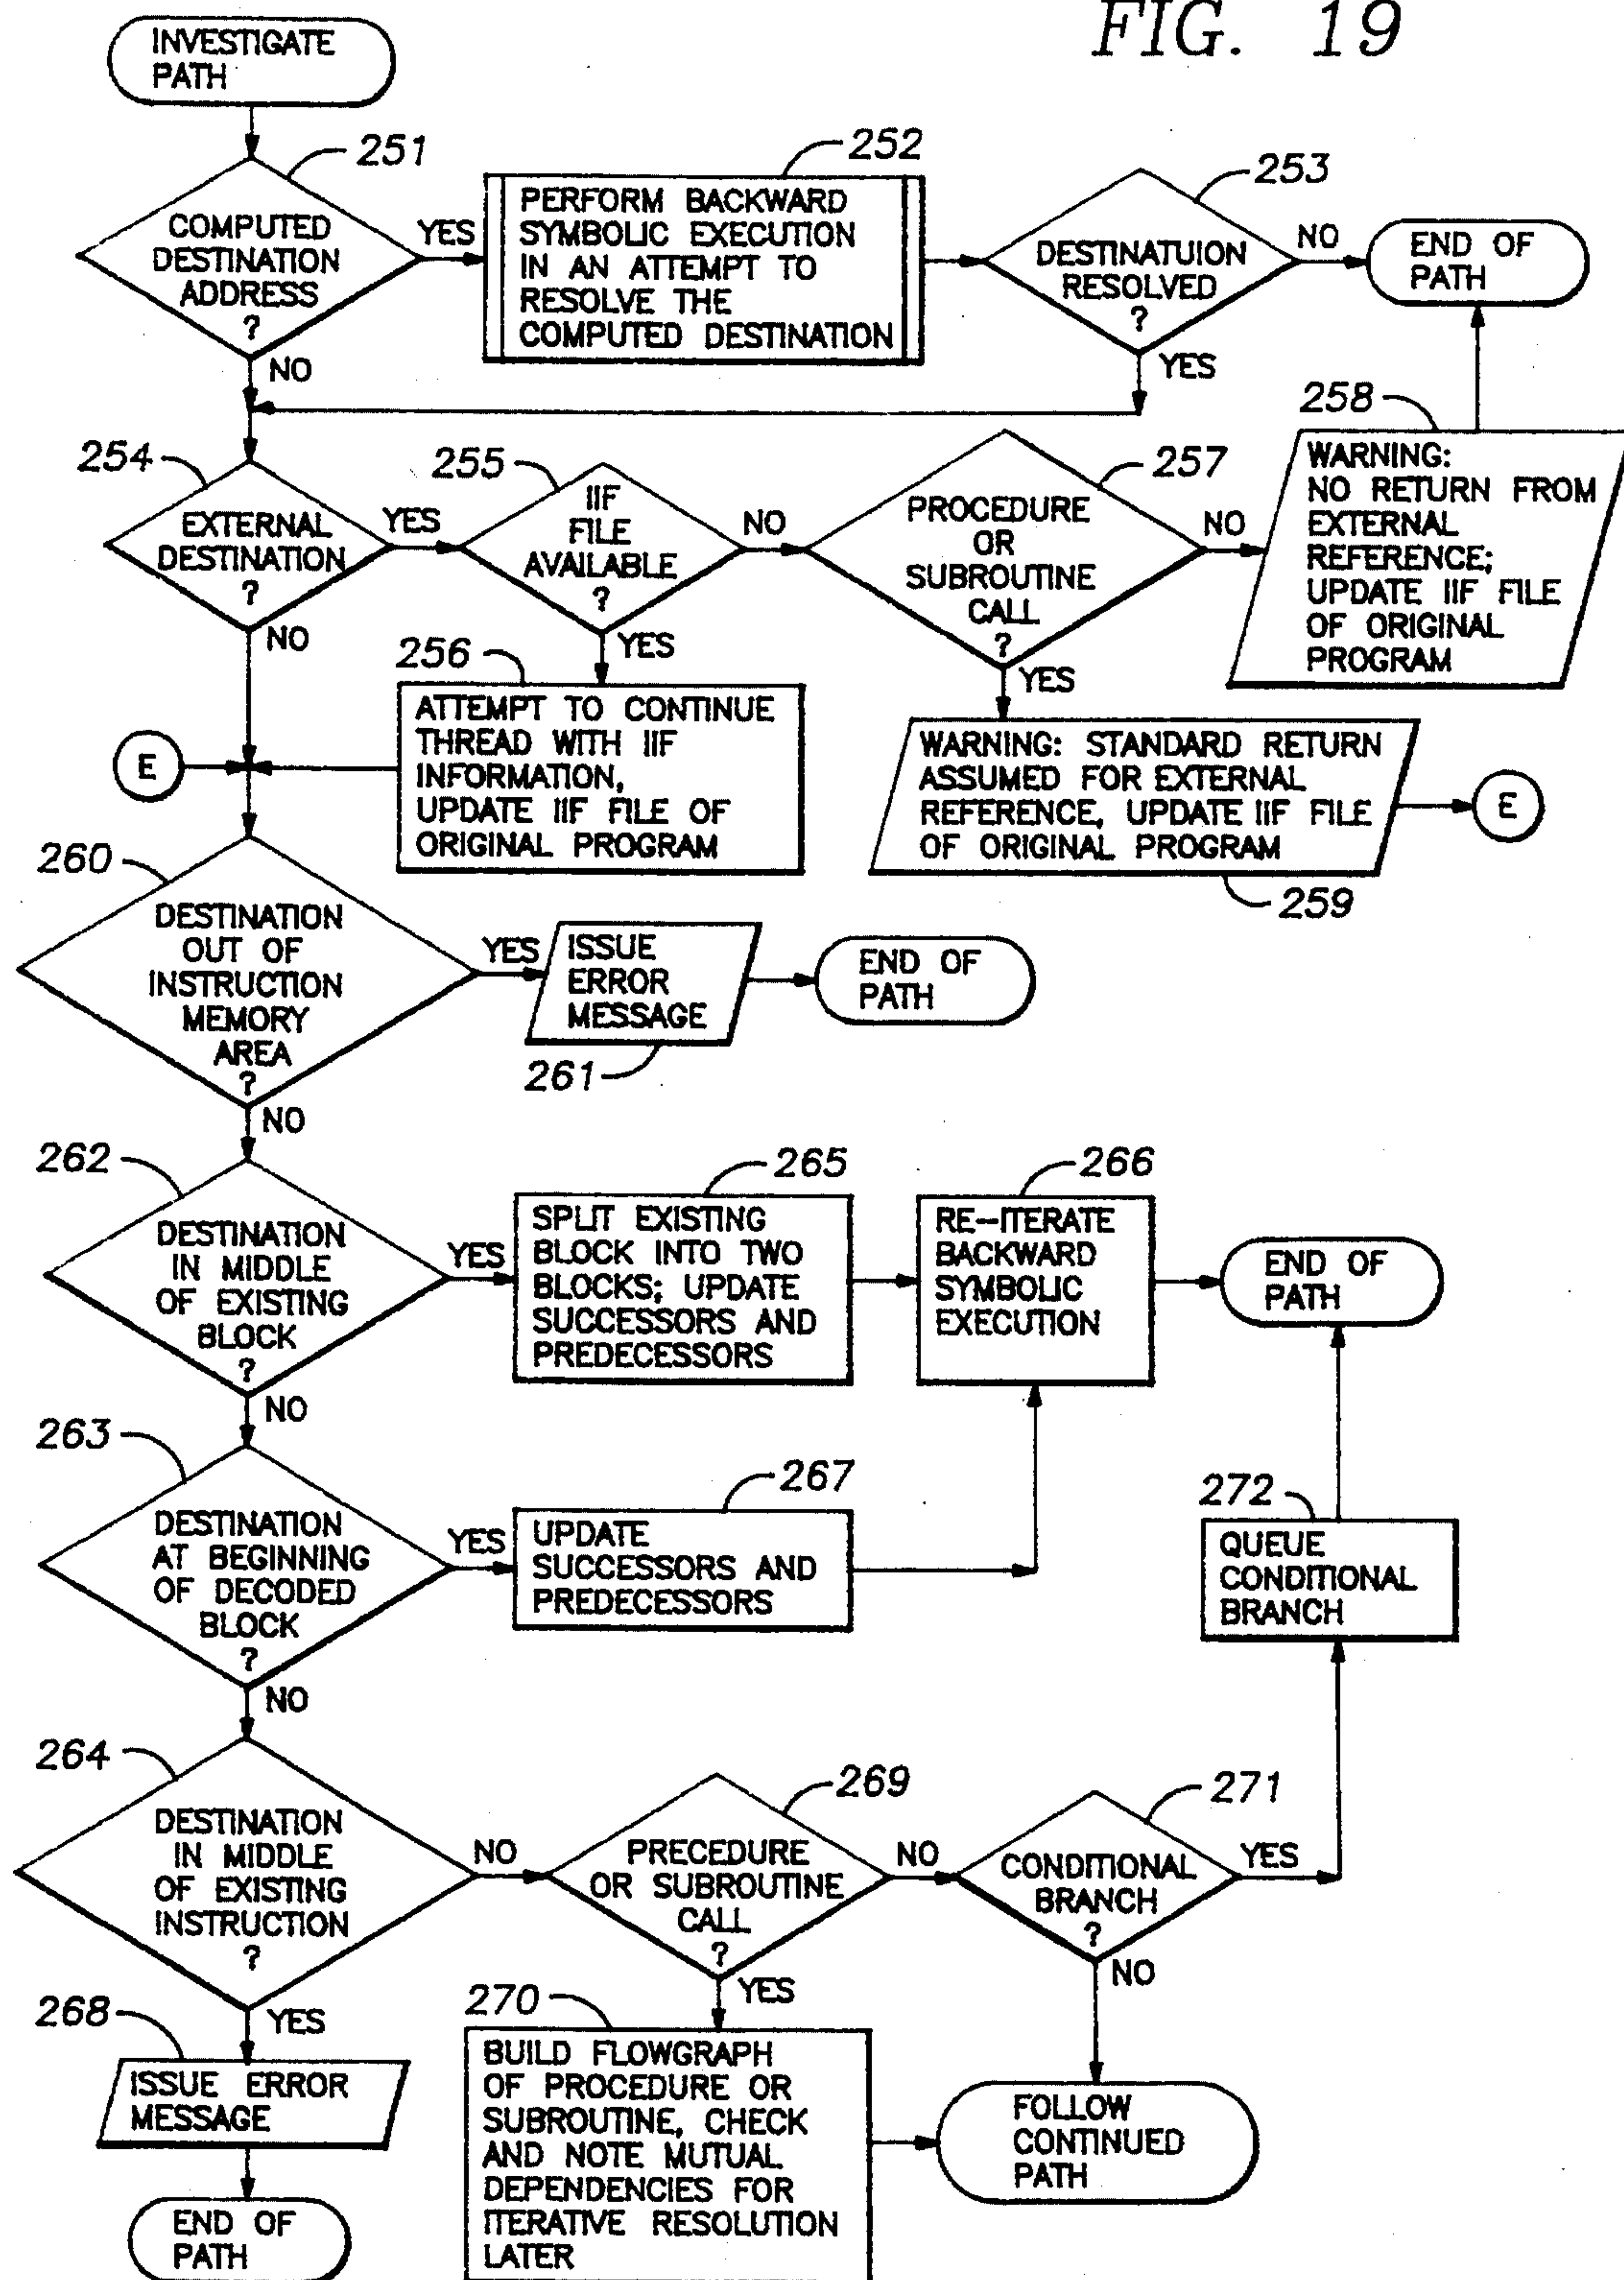 FIG. 19
INVESTIGATE
PATH
251
COMPUTED
DESTINATION
ADDRESS
?
YES
NO
252
PERFORM BACKWARD
SYMBOLIC EXECUTION
IN AN ATTEMPT TO
RESOLVE THE
COMPUTED DESTINATION
253
DESTINATUION
RESOLVED
?
NO
YES
END OF
PATH
254
EXTERNAL
DESTINATION
?
YES
NO
255
IIF
FILE
AVAILABLE
?
NO
YES
257
PROCEDURE
OR
SUBROUTINE
CALL
?
NO
YES
258
WARNING:
NO RETURN FROM
EXTERNAL
REFERENCE;
UPDATE IIF FILE
OF ORIGINAL
PROGRAM
256
ATTEMPT TO CONTINUE
THREAD WITH IIF
INFORMATION,
UPDATE IIF FILE OF
ORIGINAL PROGRAM
E
WARNING: STANDARD RETURN
ASSUMED FOR EXTERNAL
REFERENCE, UPDATE IIF FILE
OF ORIGINAL PROGRAM
259
E
260
DESTINATION
OUT OF
INSTRUCTION
MEMORY
AREA
?
YES
NO
ISSUE
ERROR
MESSAGE
261
END OF
PATH
262
DESTINATION
IN MIDDLE
OF EXISTING
BLOCK
?
YES
NO
265
SPLIT EXISTING
BLOCK INTO TWO
BLOCKS; UPDATE
SUCCESSORS AND
PREDECESSORS
266
RE-ITERATE
BACKWARD
SYMBOLIC
EXECUTION
END OF
PATH
263
DESTINATION
AT BEGINNING
OF DECODED
BLOCK
?
YES
NO
267
UPDATE
SUCCESSORS AND
PREDECESSORS
272
QUEUE
CONDITIONAL
BRANCH
264
DESTINATION
IN MIDDLE
OF EXISTING
INSTRUCTION
?
NO
YES
269
PRECEDURE
OR SUBROUTINE
CALL
?
NO
YES
271
CONDITIONAL
BRANCH
?
YES
NO
268
ISSUE ERROR
MESSAGE
END OF
PATH
270
BUILD FLOWGRAPH
OF PROCEDURE OR
SUBROUTINE, CHECK
AND NOTE MUTUAL
DEPENDENCIES FOR
ITERATIVE RESOLUTION
LATER
FOLLOW
CONTINUED
PATH